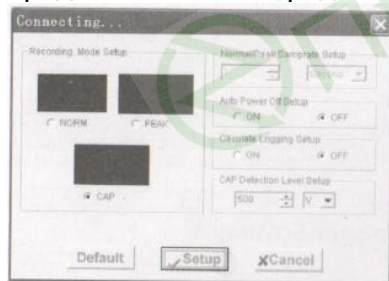 Connecting...
Recording Mode Setup
NORM
PEAK
CAP
Normal/Peak Samprate Setup
Auto Power Off Setup
ON
OFF
Circulate Logging Setup
ON
OFF
CAP Detection Level Setup
500
V
Default
Setup
Cancel